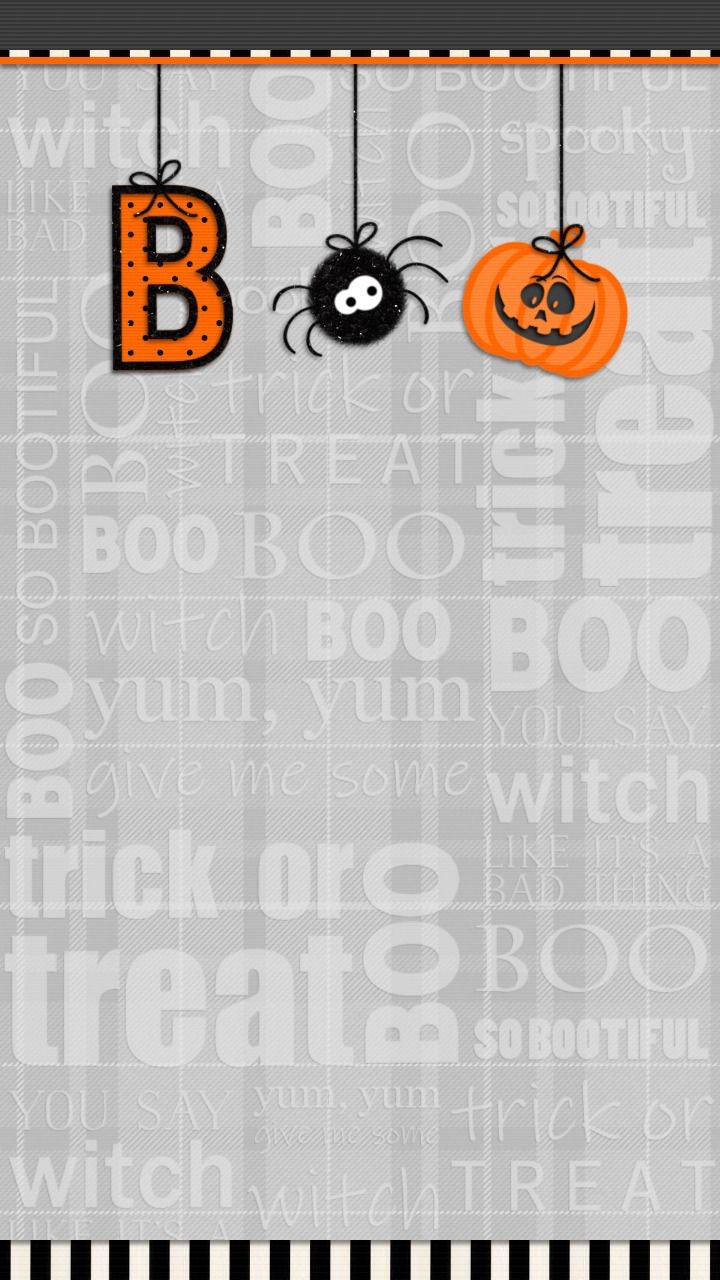 YOU SAY
witch
LIKE IT'S A
BAD
BOO
SO BOOTIFUL
spooky
SO BOOTIFUL
BOO
B
SO BOOTIFUL
BOO
trick or
TREAT
trick
treat
BOO BOO
witch BOO
BOO
yum, yum
give me some
BOO
YOU SAY
witch
LIKE IT'S A
BAD THING
trick or
treat
BOO
BOO
SO BOOTIFUL
YOU SAY
witch
LIKE IT'S A
yum, yum
give me some
witch
trick or
TREAT